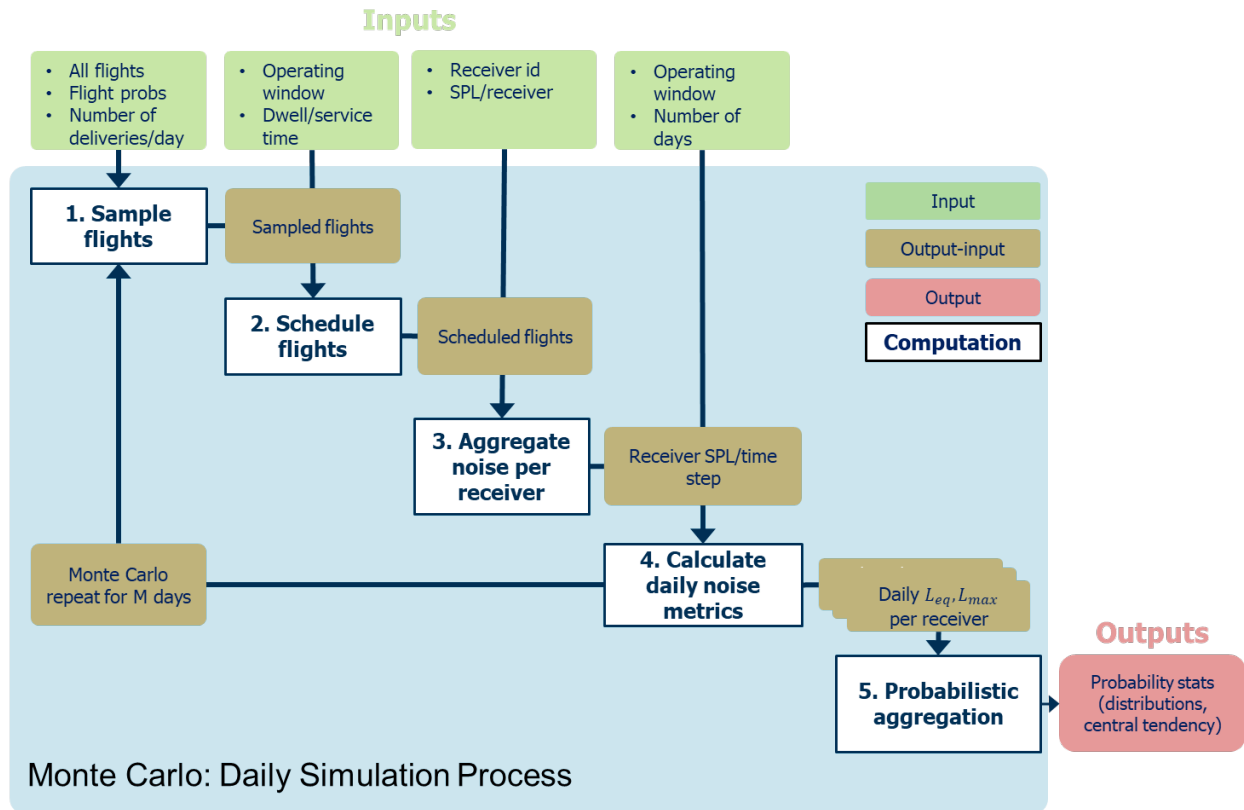 Inputs
• All flights
• Flight probs
• Number of
deliveries/day
• Operating
window
• Dwell/service
time
• Receiver id
• SPL/receiver
• Operating
window
• Number of
days
1. Sample
flights
Sampled flights
Input
Output-input
Output
Computation
2. Schedule
flights
Scheduled flights
3. Aggregate
noise per
receiver
Receiver SPL/time
step
Monte Carlo
repeat for M days
4. Calculate
daily noise
metrics
Daily L_eq, L_max
per receiver
Outputs
5. Probabilistic
aggregation
Probability stats
(distributions,
central tendency)
Monte Carlo: Daily Simulation Process